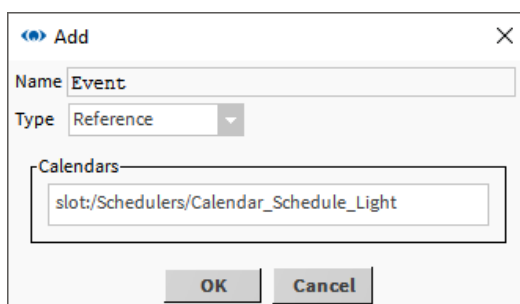 Add
Name Event
Type Reference
Calendars
slot:/Schedulers/Calendar_Schedule_Light
OK Cancel